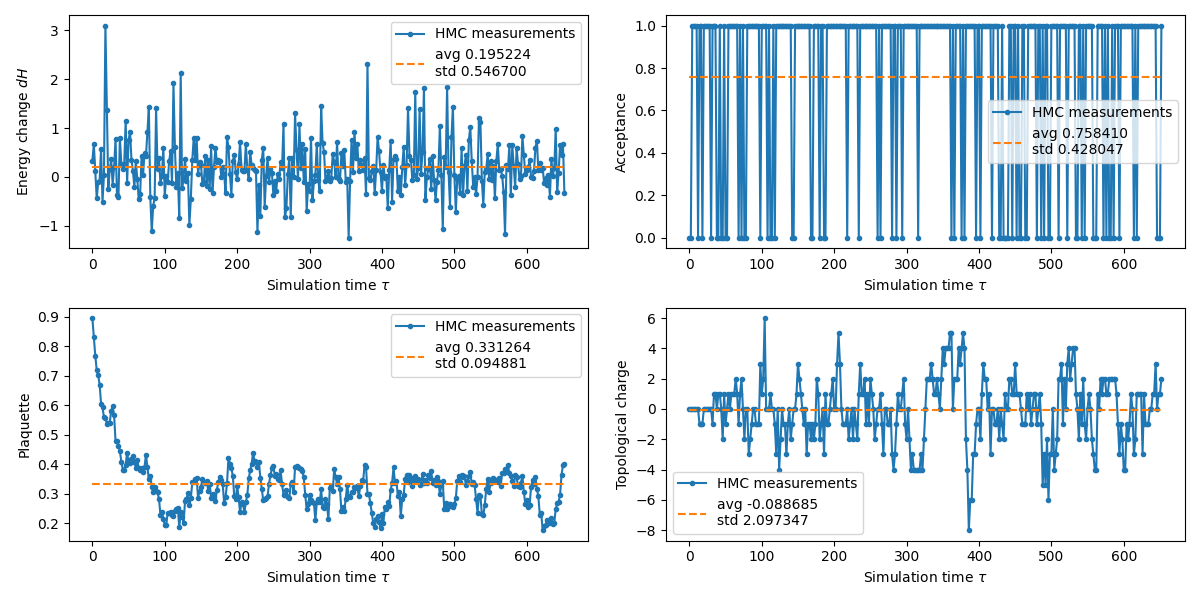 Energy change dH
3
2
1
0
−1
HMC measurements
avg 0.195224
std 0.546700
0 100 200 300 400 500 600
Simulation time τ
Acceptance
1.0
0.8
0.6
0.4
0.2
0.0
HMC measurements
avg 0.758410
std 0.428047
0 100 200 300 400 500 600
Simulation time τ
Plaquette
0.9
0.8
0.7
0.6
0.5
0.4
0.3
0.2
HMC measurements
avg 0.331264
std 0.094881
0 100 200 300 400 500 600
Simulation time τ
Topological charge
6
4
2
0
−2
−4
−6
−8
HMC measurements
avg -0.088685
std 2.097347
0 100 200 300 400 500 600
Simulation time τ